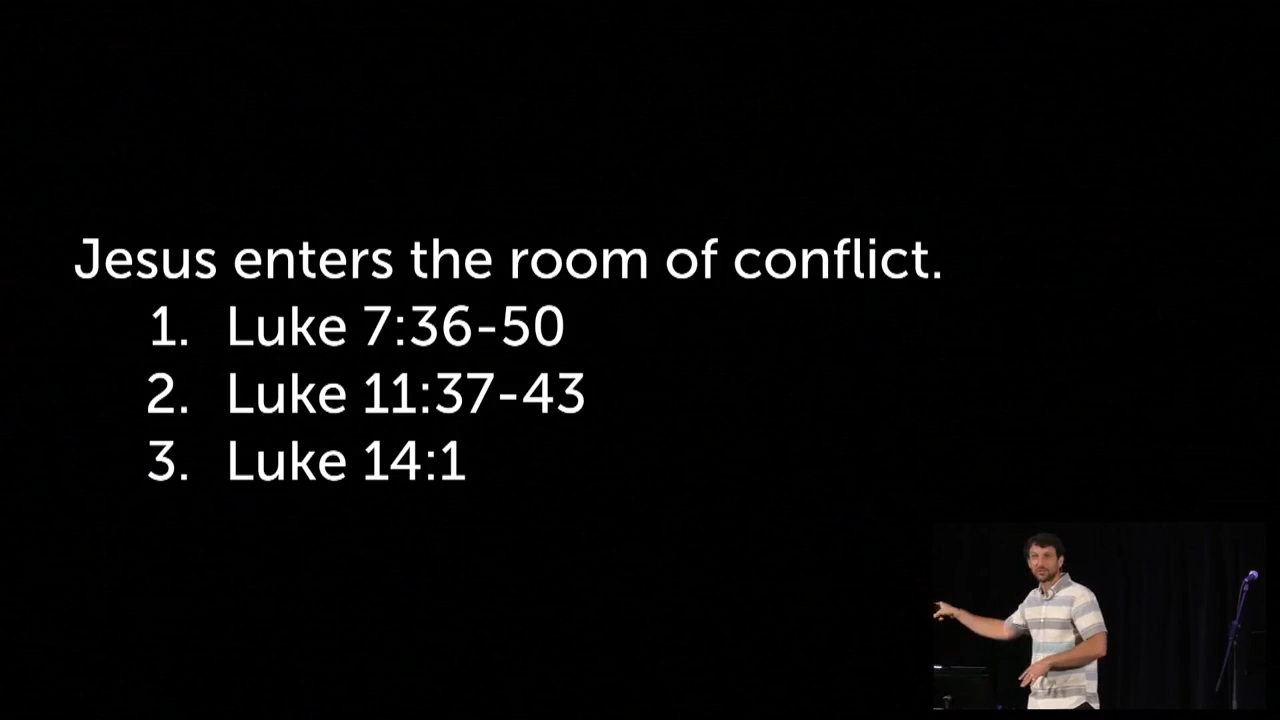 Jesus enters the room of conflict.
1. Luke 7:36-50
2. Luke 11:37-43
3. Luke 14:1